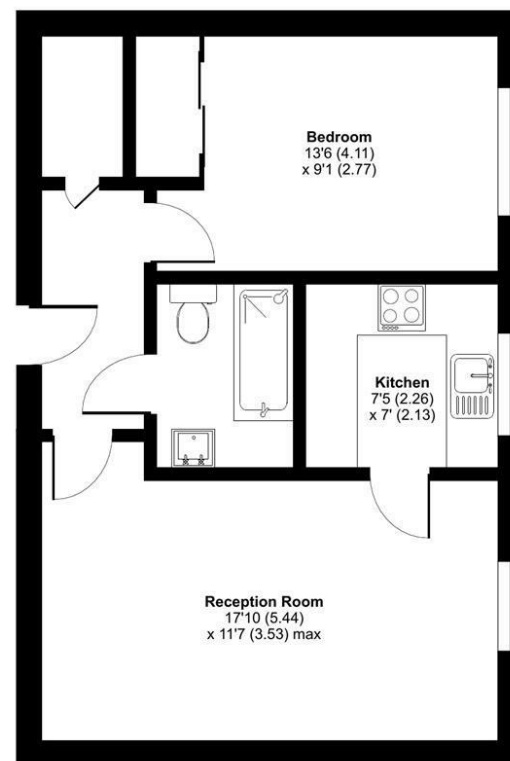 Bedroom
13'6 (4.11)
x 9'1 (2.77)
Kitchen
7'5 (2.26)
x 7' (2.13)
Reception Room
17'10 (5.44)
x 11'7 (3.53) max